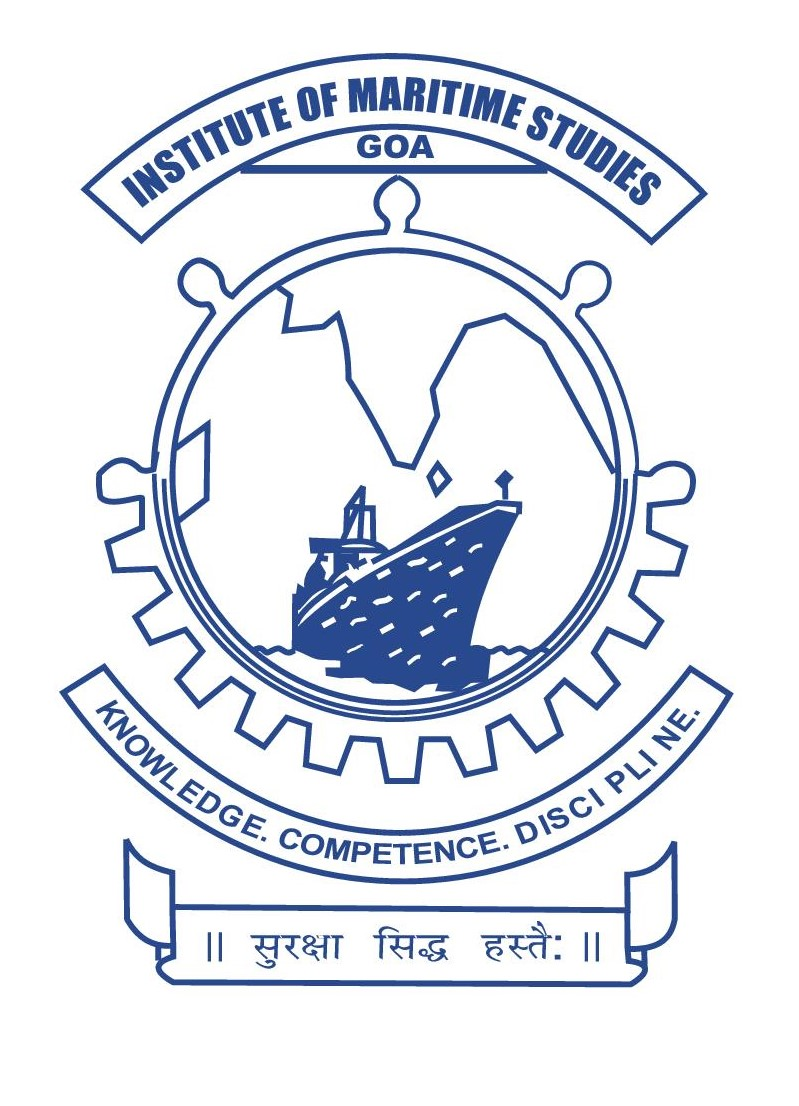 INSTITUTE OF MARITIME STUDIES
GOA
KNOWLEDGE. COMPETENCE. DISCI PLI NE.
|| सुरक्षा सिद्ध हस्तै: ||